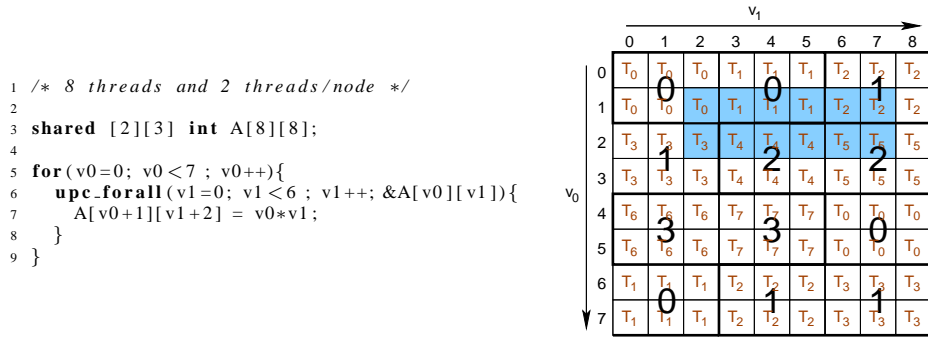 1 /* 8 threads and 2 threads/node */
2
3 shared [2][3] int A[8][8];
4
5 for(v0=0; v0<7 ; v0++){
6 upc_forall(v1=0; v1<6 ; v1++; &A[v0][v1]){
7 A[v0+1][v1+2] = v0*v1;
8 }
9 }
v1
0 1 2 3 4 5 6 7 8
v0
0 T0 T0 T0 T1 T1 T1 T2 T2 T2
0 0 1
1 T0 T0 T0 T1 T1 T1 T2 T2 T2
2 T3 T3 T3 T4 T4 T4 T5 T5 T5
1 2 2
3 T3 T3 T3 T4 T4 T4 T5 T5 T5
4 T6 T6 T6 T7 T7 T7 T0 T0 T0
3 3 0
5 T6 T6 T6 T7 T7 T7 T0 T0 T0
6 T1 T1 T1 T2 T2 T2 T3 T3 T3
0 1 1
7 T1 T1 T1 T2 T2 T2 T3 T3 T3